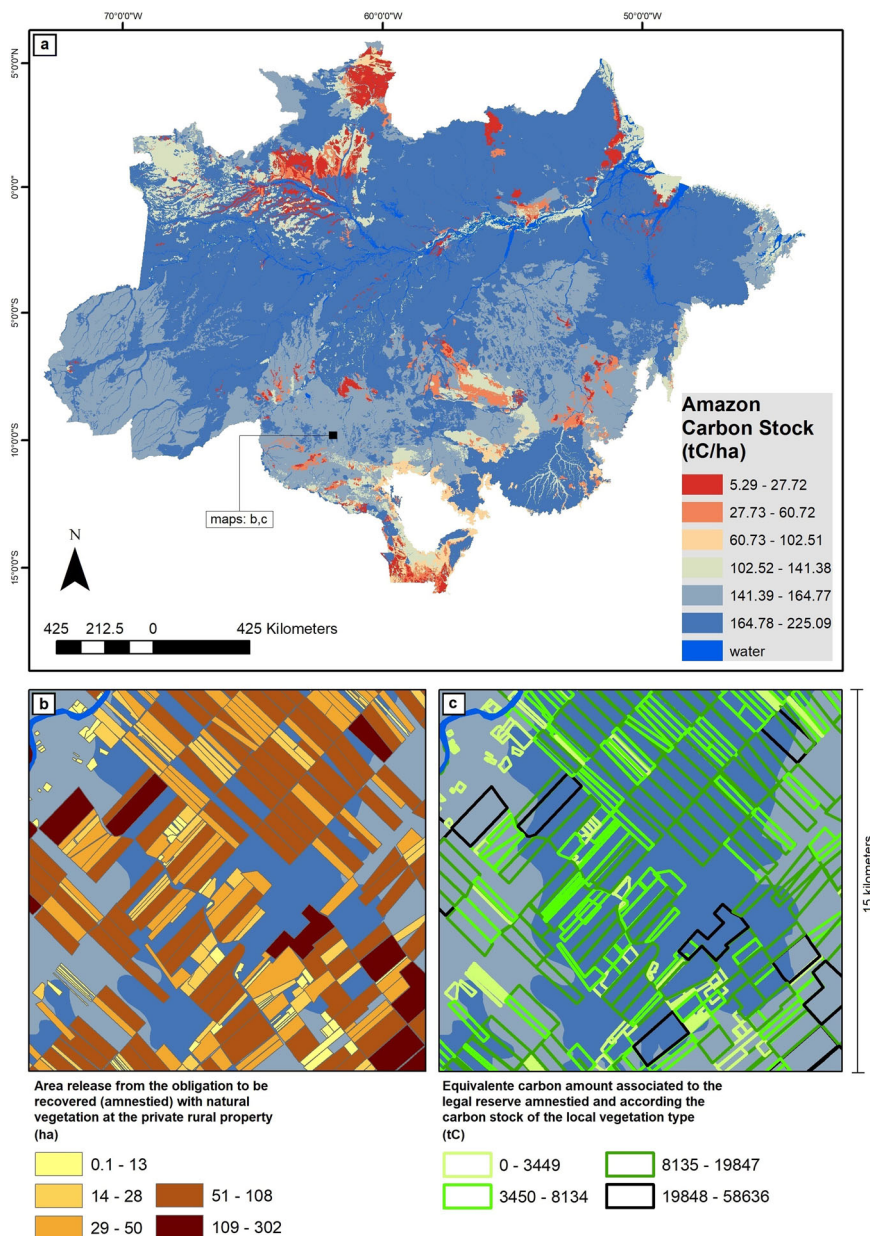 70°0'0"W 60°0'0"W 50°0'0"W
a
5°0'0"N
0°0'0"
5°0'0"S
10°0'0"S
15°0'0"S
maps: b,c
N
425 212.5 0 425 Kilometers
Amazon
Carbon Stock
(tC/ha)
5.29 - 27.72
27.73 - 60.72
60.73 - 102.51
102.52 - 141.38
141.39 - 164.77
164.78 - 225.09
water
b
c
15 kilometers
Area release from the obligation to be
recovered (amnestied) with natural
vegetation at the private rural property
(ha)
0.1 - 13
14 - 28
29 - 50
51 - 108
109 - 302
Equivalente carbon amount associated to the
legal reserve amnestied and according the
carbon stock of the local vegetation type
(tC)
0 - 3449
3450 - 8134
8135 - 19847
19848 - 58636